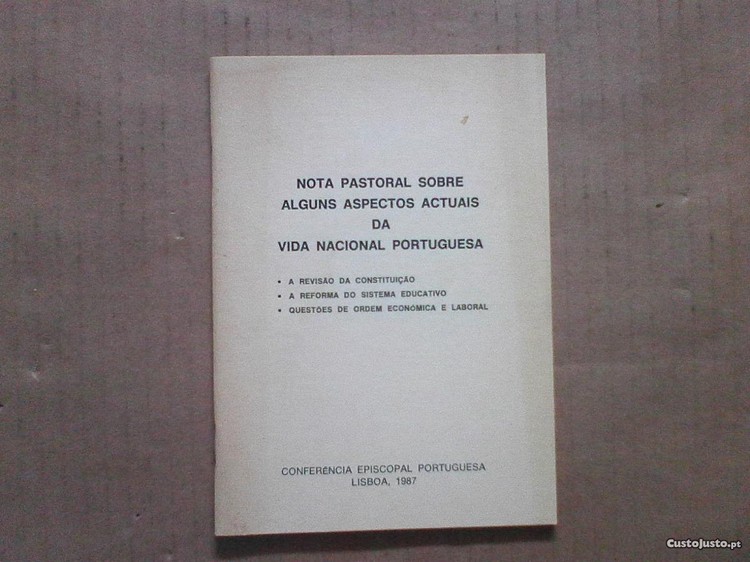 NOTA PASTORAL SOBRE
ALGUNS ASPECTOS ACTUAIS
DA
VIDA NACIONAL PORTUGUESA
• A REVISÃO DA CONSTITUIÇÃO
• A REFORMA DO SISTEMA EDUCATIVO
• QUESTÕES DE ORDEM ECONÓMICA E LABORAL
CONFERÊNCIA EPISCOPAL PORTUGUESA
LISBOA, 1987
CustoJusto.pt